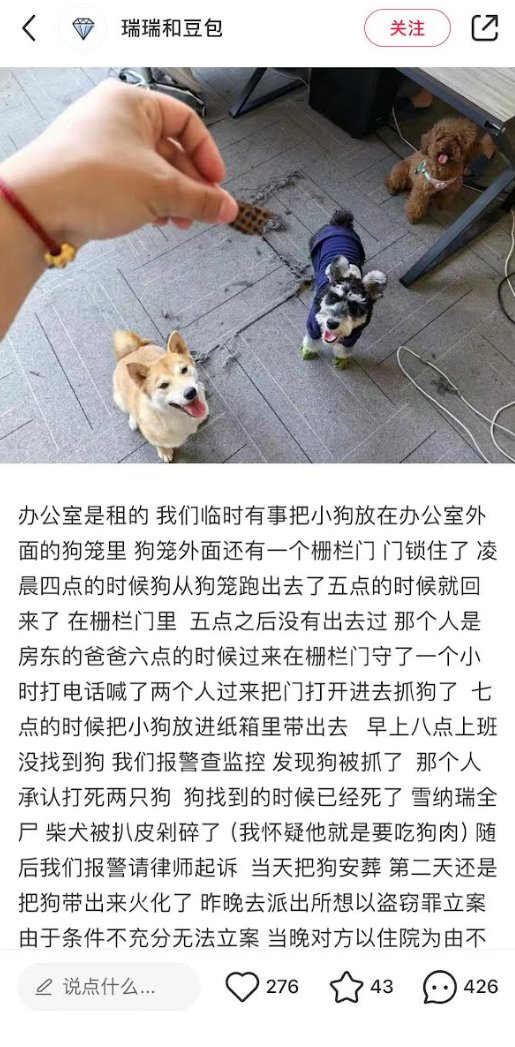 瑞瑞和豆包
关注
办公室是租的 我们临时有事把小狗放在办公室外
面的狗笼里 狗笼外面还有一个栅栏门 门锁住了 凌
晨四点的时候狗从狗笼跑出去了五点的时候就回
来了 在栅栏门里 五点之后没有出去过 那个人是
房东的爸爸六点的时候过来在栅栏门守了一个小
时打电话喊了两个人过来把门打开进去抓狗了 七
点的时候把小狗放进纸箱里带出去 早上八点上班
没找到狗 我们报警查监控 发现狗被抓了 那个人
承认打死两只狗 狗找到的时候已经死了 雪纳瑞全
尸 柴犬被扒皮剁碎了（我怀疑他就是要吃狗肉）随
后我们报警请律师起诉 当天把狗安葬 第二天还是
把狗带出来火化了 昨晚去派出所想以盗窃罪立案
由于条件不充分无法立案 当晚对方以住院为由不
说点什么...
276
43
426